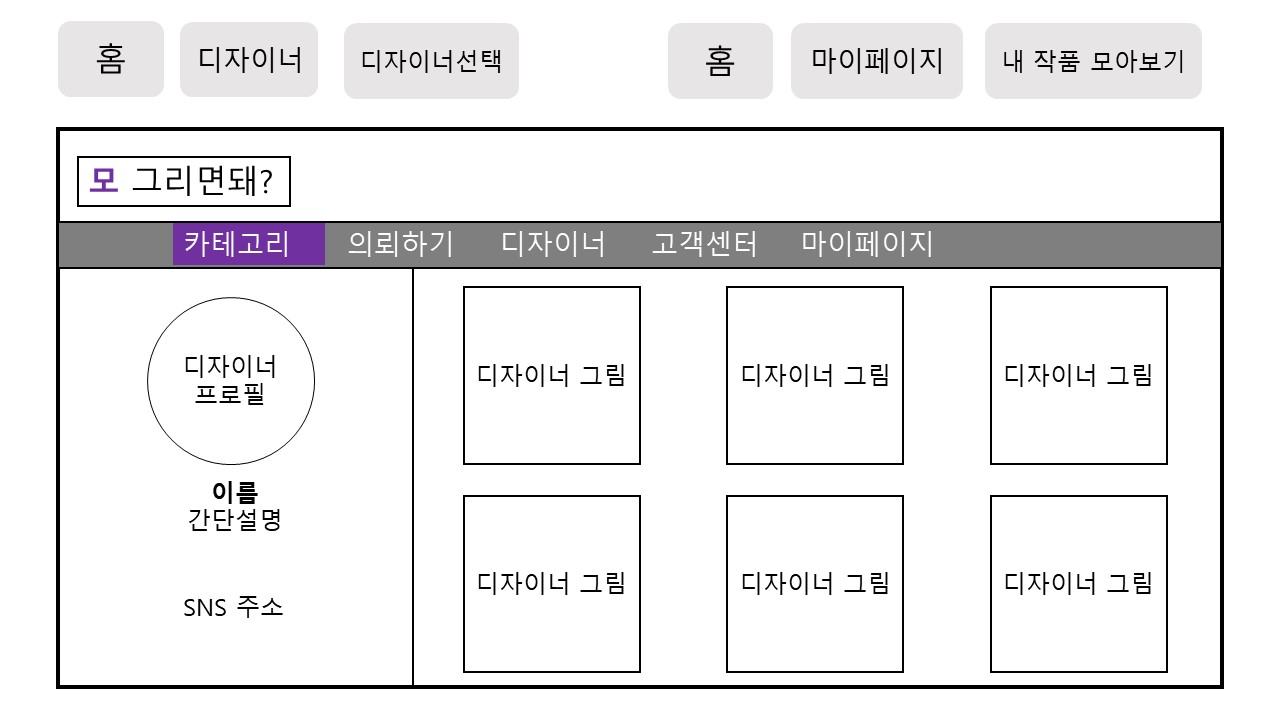 홈 디자이너 디자이너선택 홈 마이페이지 내 작품 모아보기
모 그리면돼?
카테고리 의뢰하기 디자이너 고객센터 마이페이지
디자이너
프로필
이름
간단설명
SNS 주소
디자이너 그림 디자이너 그림 디자이너 그림
디자이너 그림 디자이너 그림 디자이너 그림